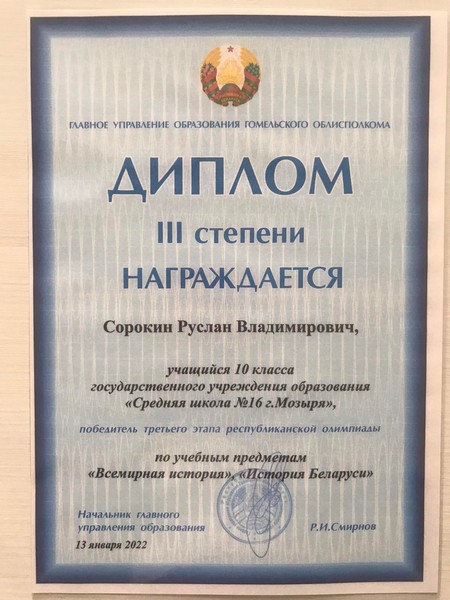 ГЛАВНОЕ УПРАВЛЕНИЕ ОБРАЗОВАНИЯ ГОМЕЛЬСКОГО ОБЛИСПОЛКОМА
ДИПЛОМ
III степени
НАГРАЖДАЕТСЯ
Сорокин Руслан Владимирович,
учащийся 10 класса
государственного учреждения образования
«Средняя школа №16 г.Мозыря»,
победитель третьего этапа республиканской олимпиады
по учебным предметам
«Всемирная история», «История Беларуси»
Начальник главного
управления образования Р.И.Смирнов
13 января 2022